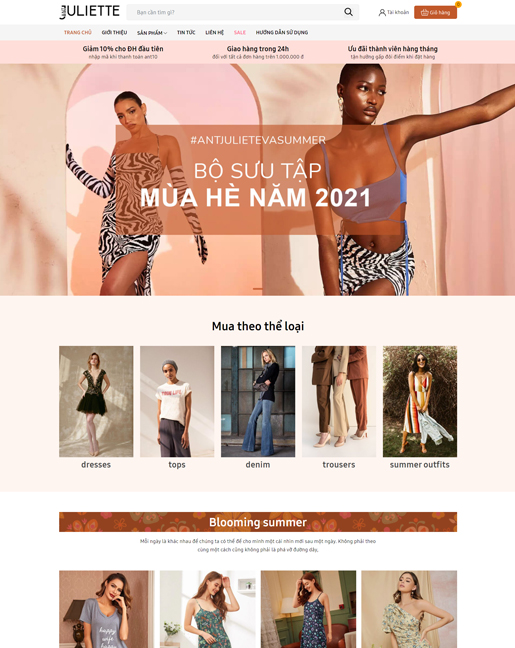 JULIETTE
Bạn cần tìm gì?
Tài khoản
Giỏ hàng
0
TRANG CHỦ
GIỚI THIỆU
SẢN PHẨM
TIN TỨC
LIÊN HỆ
SALE
HƯỚNG DẪN SỬ DỤNG
Giảm 10% cho ĐH đầu tiên
nhập mã khi thanh toán ant10
Giao hàng trong 24h
đối với tất cả đơn hàng trên 1.000.000 đ
Ưu đãi thành viên hàng tháng
tận hưởng gấp đôi điểm khi đặt hàng
#ANTJULIETEVASUMMER
BỘ SƯU TẬP
MÙA HÈ NĂM 2021
Mua theo thể loại
dresses
tops
denim
trousers
summer outfits
Blooming summer
Mỗi ngày là khác nhau để chúng ta có thể để cho mình một cái nhìn mới sau một ngày. Không phải theo
cùng một cách cũng không phải là phá vỡ đường dây,
happy
wife